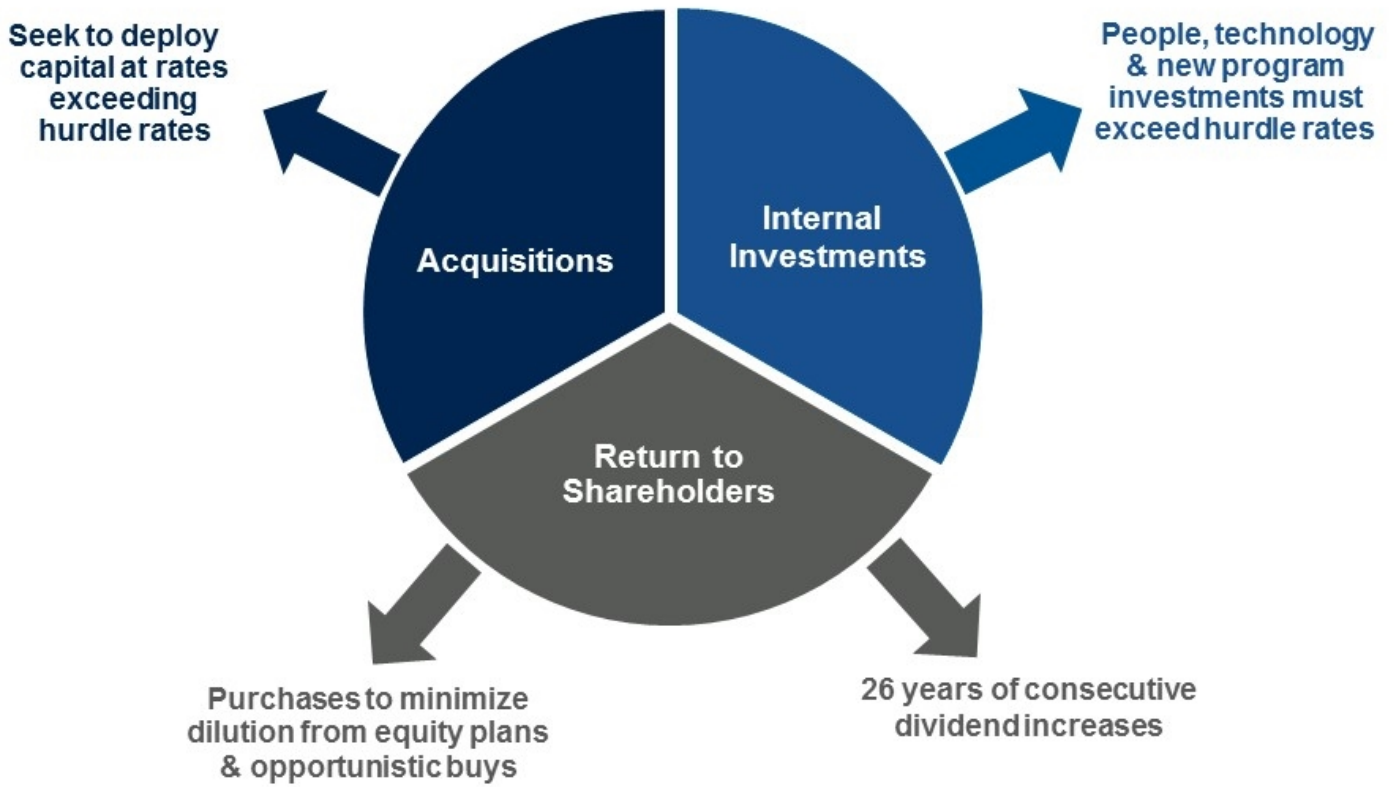 Seek to deploy
capital at rates
exceeding
hurdle rates
People, technology
& new program
investments must
exceed hurdle rates
Acquisitions
Internal
Investments
Return to
Shareholders
Purchases to minimize
dilution from equity plans
& opportunistic buys
26 years of consecutive
dividend increases